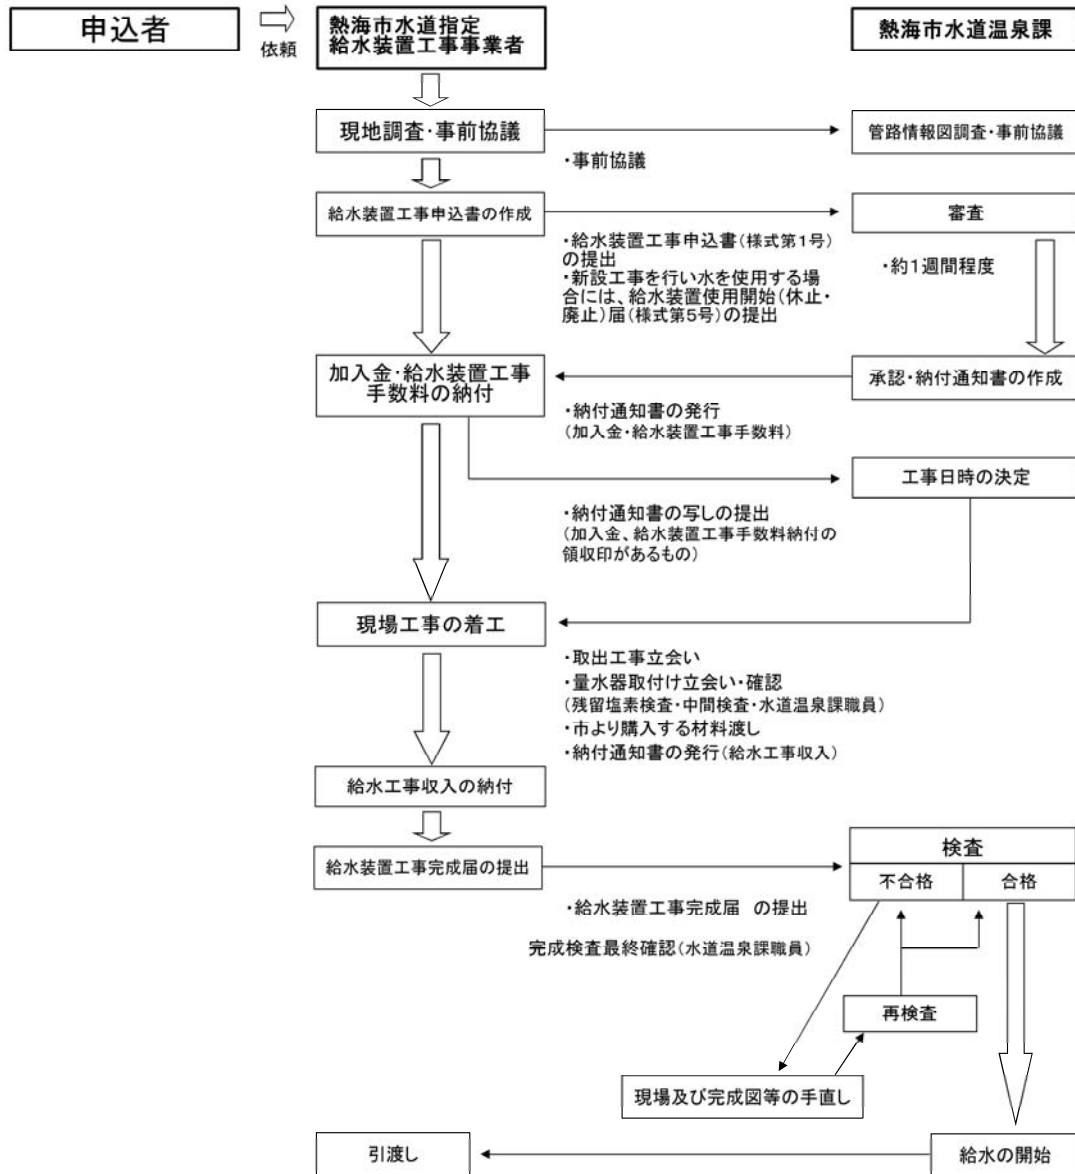 申込者
依頼
熱海市水道指定
給水装置工事事業者
熱海市水道温泉課
現地調査・事前協議
管路情報図調査・事前協議
・事前協議
給水装置工事申込書の作成
審査
・給水装置工事申込書(様式第1号)
の提出
・新設工事を行い水を使用する場
合には、給水装置使用開始(休止・
廃止)届(様式第5号)の提出
・約1週間程度
加入金・給水装置工事
手数料の納付
承認・納付通知書の作成
・納付通知書の発行
(加入金・給水装置工事手数料)
工事日時の決定
・納付通知書の写しの提出
(加入金、給水装置工事手数料納付の
領収印があるもの)
現場工事の着工
・取出工事立会い
・量水器取付け立会い・確認
(残留塩素検査・中間検査・水道温泉課職員)
・市より購入する材料渡し
・納付通知書の発行(給水工事収入)
給水工事収入の納付
給水装置工事完成届の提出
検査
不合格 合格
・給水装置工事完成届　の提出
完成検査最終確認(水道温泉課職員)
再検査
現場及び完成図等の手直し
引渡し
給水の開始